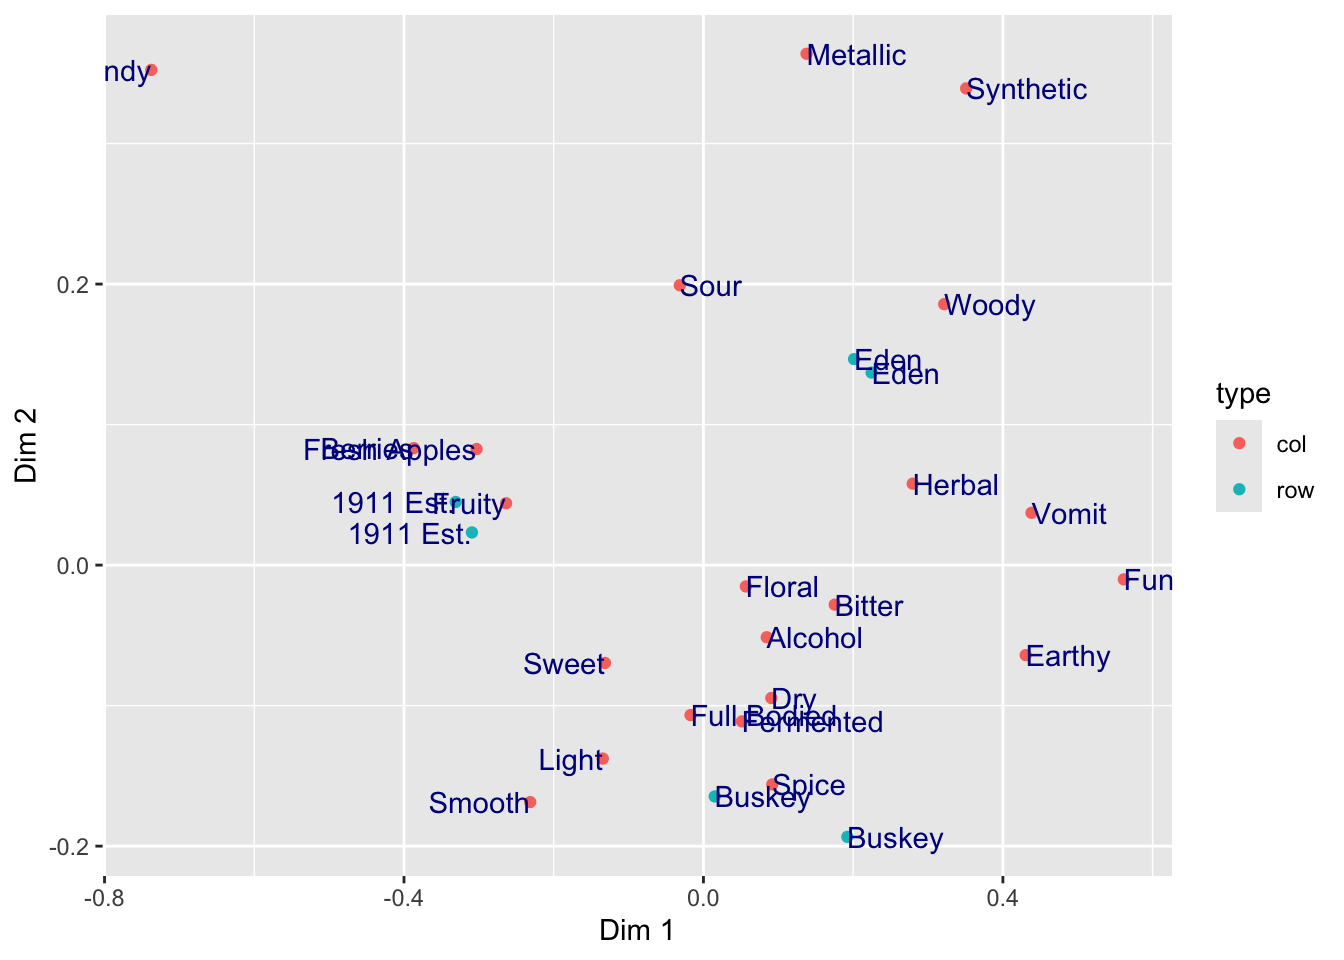 Metallic
ndy
Synthetic
Sour
Woody
Eden
Eden
Berries
Fresh Apples
1911 Est.
Fruity
1911 Est.
Herbal
Vomit
Fun
Floral
Bitter
Alcohol
Earthy
Sweet
Dry
Full Bodied
Fermented
Light
Spice
Buskey
Smooth
Buskey
0.2
0.0
-0.2
-0.8
-0.4
0.0
0.4
Dim 1
Dim 2
type
col
row